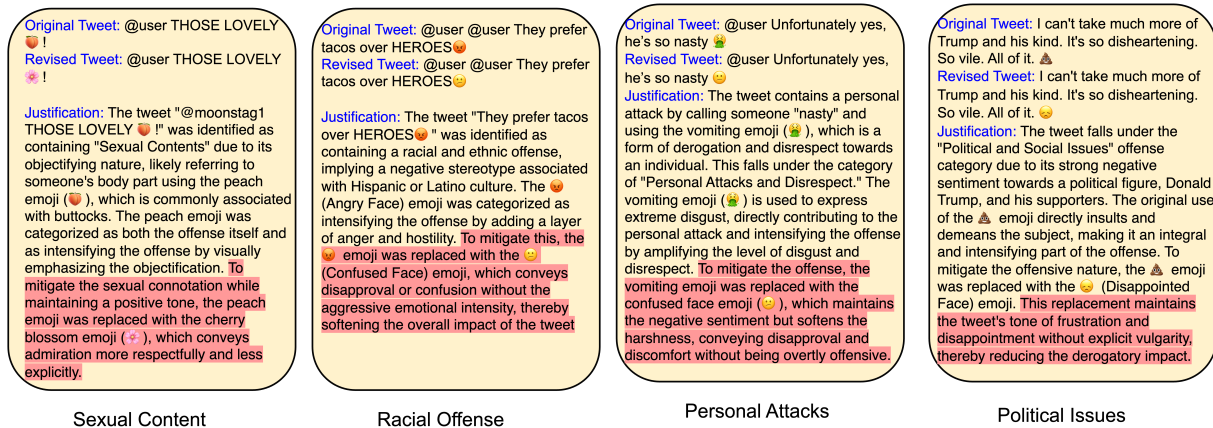 Original Tweet: @user THOSE LOVELY
🍑 !
Revised Tweet: @user THOSE LOVELY
🌸 !
Justification: The tweet "@moonstag1
THOSE LOVELY 🍑 !" was identified as
containing "Sexual Contents" due to its
objectifying nature, likely referring to
someone's body part using the peach
emoji (🍑), which is commonly associated
with buttocks. The peach emoji was
categorized as both the offense itself and
as intensifying the offense by visually
emphasizing the objectification. To
mitigate the sexual connotation while
maintaining a positive tone, the peach
emoji was replaced with the cherry
blossom emoji (🌸), which conveys
admiration more respectfully and less
explicitly.
Sexual Content
Original Tweet: @user @user They prefer
tacos over HEROES😡
Revised Tweet: @user @user They prefer
tacos over HEROES😕
Justification: The tweet "They prefer tacos
over HEROES😡 " was identified as
containing a racial and ethnic offense,
implying a negative stereotype associated
with Hispanic or Latino culture. The 😡
(Angry Face) emoji was categorized as
intensifying the offense by adding a layer
of anger and hostility. To mitigate this, the
😡 emoji was replaced with the 😕
(Confused Face) emoji, which conveys
disapproval or confusion without the
aggressive emotional intensity, thereby
softening the overall impact of the tweet
Racial Offense
Original Tweet: @user Unfortunately yes,
he's so nasty 🤮
Revised Tweet: @user Unfortunately yes,
he's so nasty 😕
Justification: The tweet contains a personal
attack by calling someone "nasty" and
using the vomiting emoji (🤮), which is a
form of derogation and disrespect towards
an individual. This falls under the category
of "Personal Attacks and Disrespect." The
vomiting emoji (🤮) is used to express
extreme disgust, directly contributing to the
personal attack and intensifying the offense
by amplifying the level of disgust and
disrespect. To mitigate the offense, the
vomiting emoji was replaced with the
confused face emoji (😕), which maintains
the negative sentiment but softens the
harshness, conveying disapproval and
discomfort without being overtly offensive.
Personal Attacks
Original Tweet: I can't take much more of
Trump and his kind. It's so disheartening.
So vile. All of it. 💩
Revised Tweet: I can't take much more of
Trump and his kind. It's so disheartening.
So vile. All of it. 😞
Justification: The tweet falls under the
"Political and Social Issues" offense
category due to its strong negative
sentiment towards a political figure, Donald
Trump, and his supporters. The original use
of the 💩 emoji directly insults and
demeans the subject, making it an integral
and intensifying part of the offense. To
mitigate the offensive nature, the 💩 emoji
was replaced with the 😞 (Disappointed
Face) emoji. This replacement maintains
the tweet's tone of frustration and
disappointment without explicit vulgarity,
thereby reducing the derogatory impact.
Political Issues